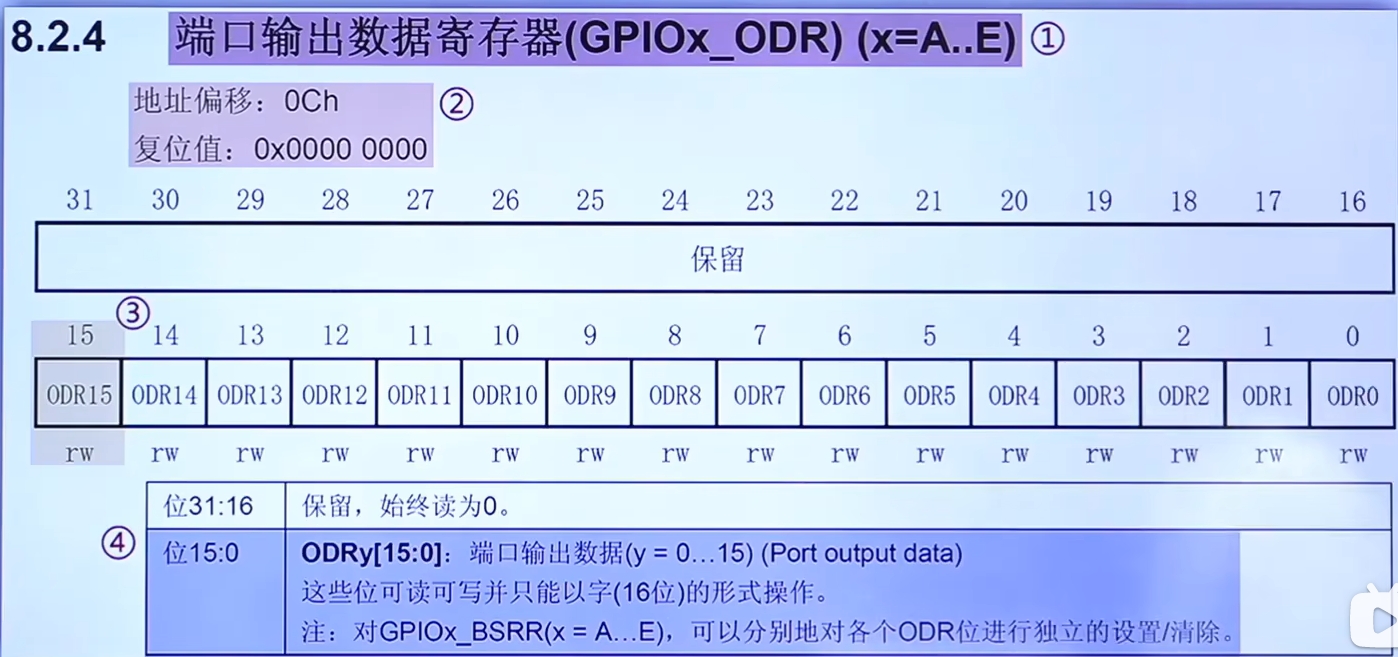 8.2.4 端口输出数据寄存器(GPIOx_ODR) (x=A..E) ①
地址偏移：0Ch ②
复位值：0x0000 0000
31 30 29 28 27 26 25 24 23 22 21 20 19 18 17 16
保留
③
15 14 13 12 11 10 9 8 7 6 5 4 3 2 1 0
ODR15 ODR14 ODR13 ODR12 ODR11 ODR10 ODR9 ODR8 ODR7 ODR6 ODR5 ODR4 ODR3 ODR2 ODR1 ODR0
rw rw rw rw rw rw rw rw rw rw rw rw rw rw rw rw
位31:16 保留，始终读为0。
④ 位15:0 ODRy[15:0]：端口输出数据(y = 0…15) (Port output data)
这些位可读可写并只能以字(16位)的形式操作。
注：对GPIOx_BSRR(x = A…E)，可以分别地对各个ODR位进行独立的设置/清除。